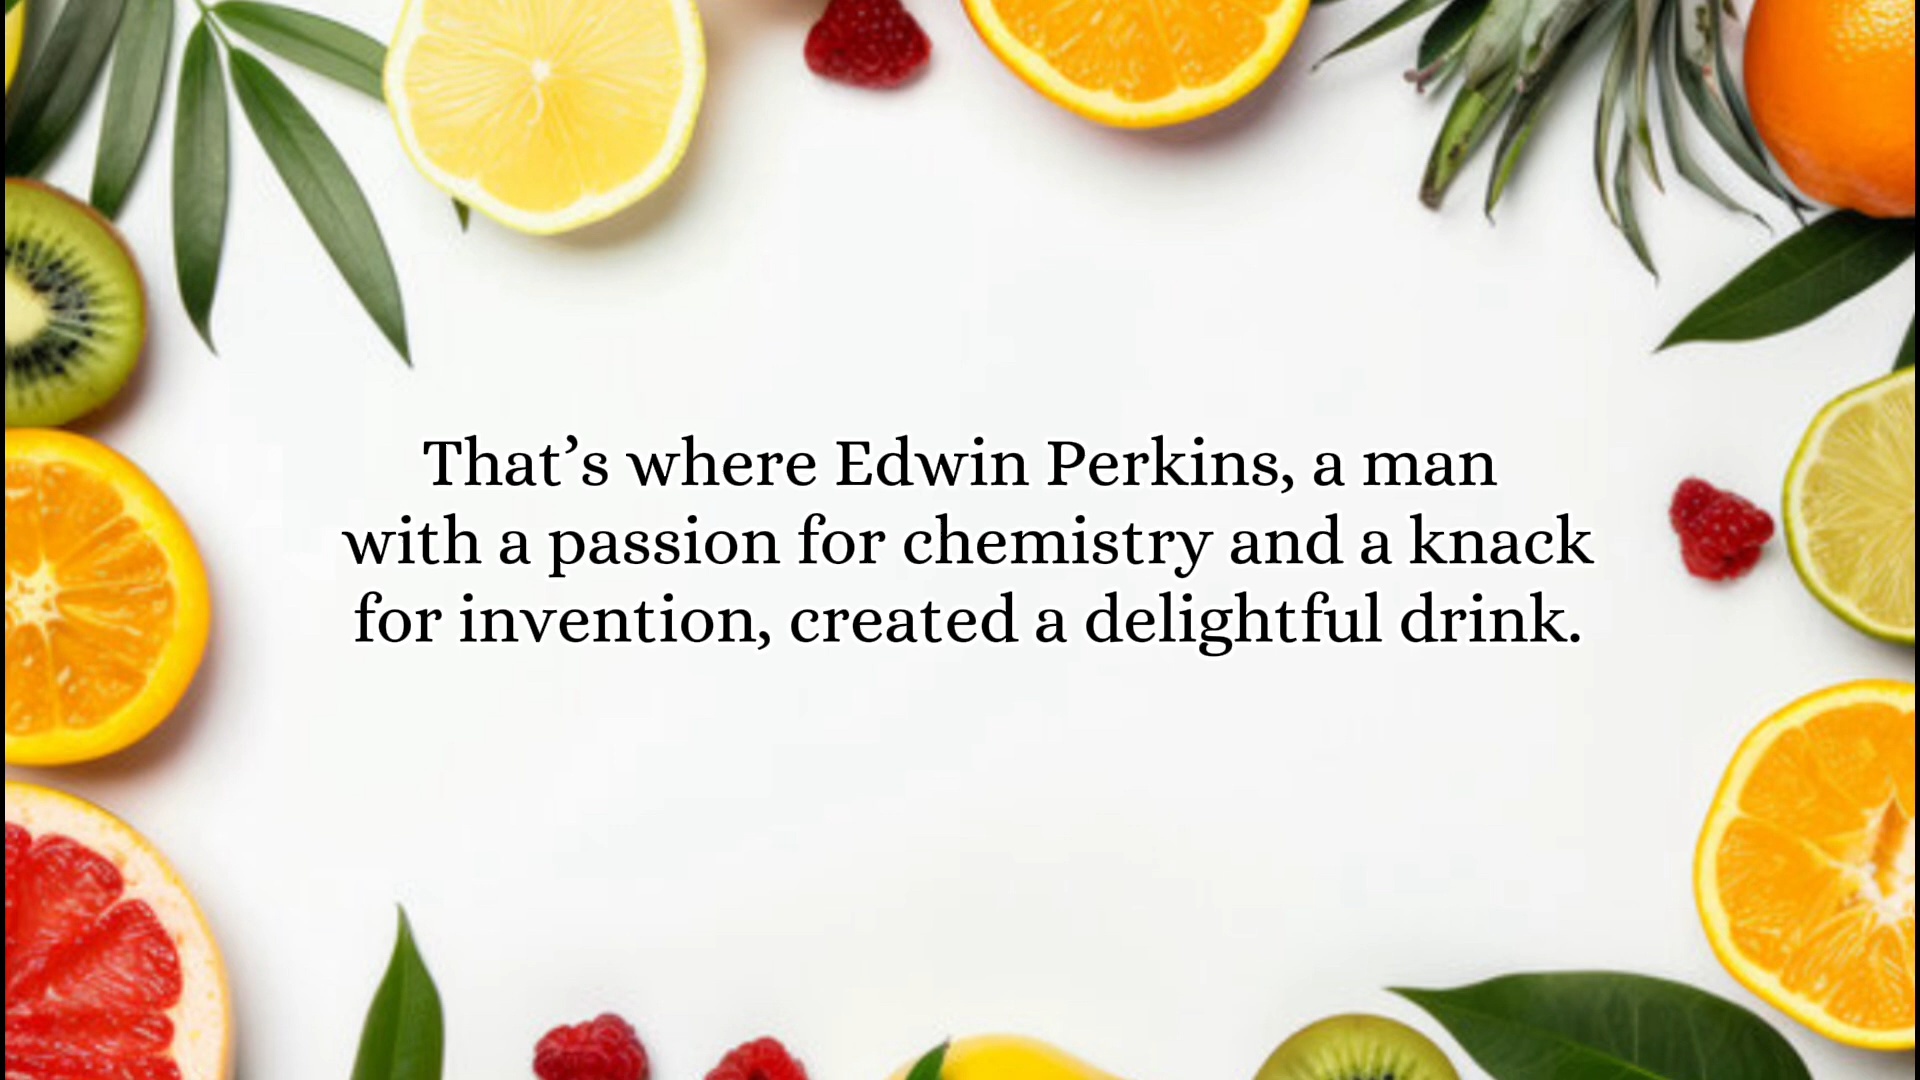 That’s where Edwin Perkins, a man
with a passion for chemistry and a knack
for invention, created a delightful drink.